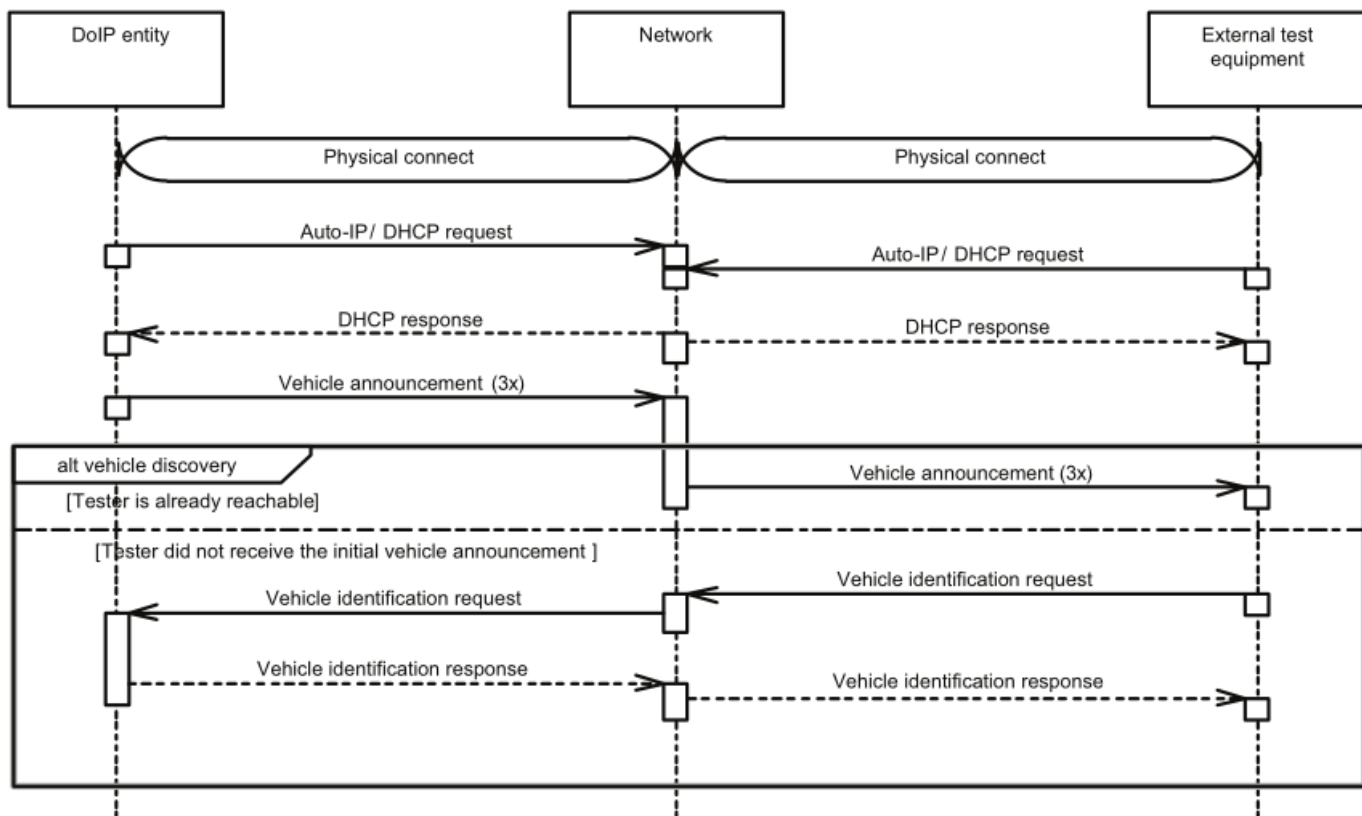 DoIP entity
Network
External test
equipment
Physical connect
Physical connect
Auto-IP/ DHCP request
Auto-IP/ DHCP request
DHCP response
DHCP response
Vehicle announcement (3x)
alt vehicle discovery
Vehicle announcement (3x)
[Tester is already reachable]
[Tester did not receive the initial vehicle announcement ]
Vehicle identification request
Vehicle identification request
Vehicle identification response
Vehicle identification response